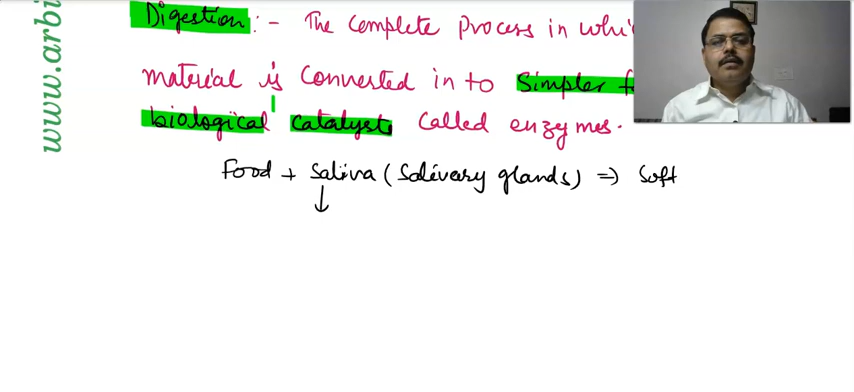 Digestion :- The complete process in
material is converted in to simpler
biological catalyst called enzymes.
Food + Saliva (Salivary glands) => Soft
↓
www.arbi